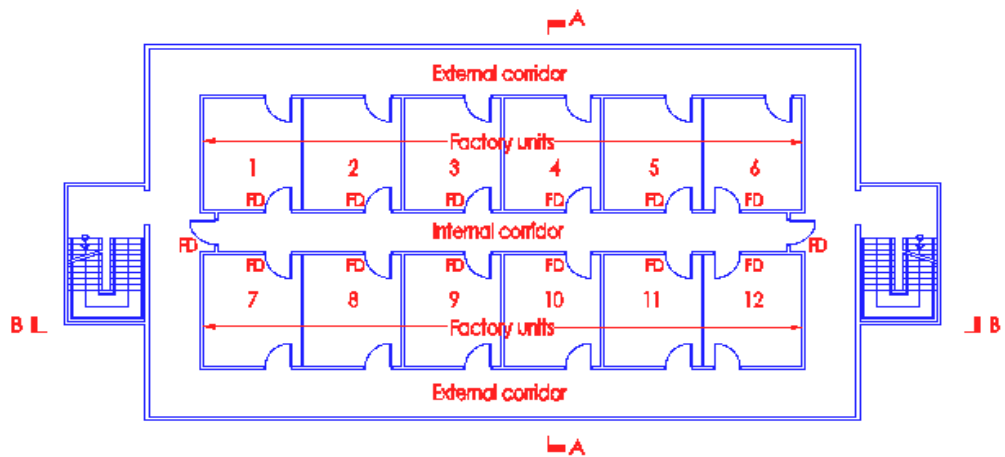 A
External corridor
Factory units
1 2 3 4 5 6
FD FD FD FD FD FD
Internal corridor
FD FD
FD FD FD FD FD FD
7 8 9 10 11 12
B B
Factory units
External corridor
A